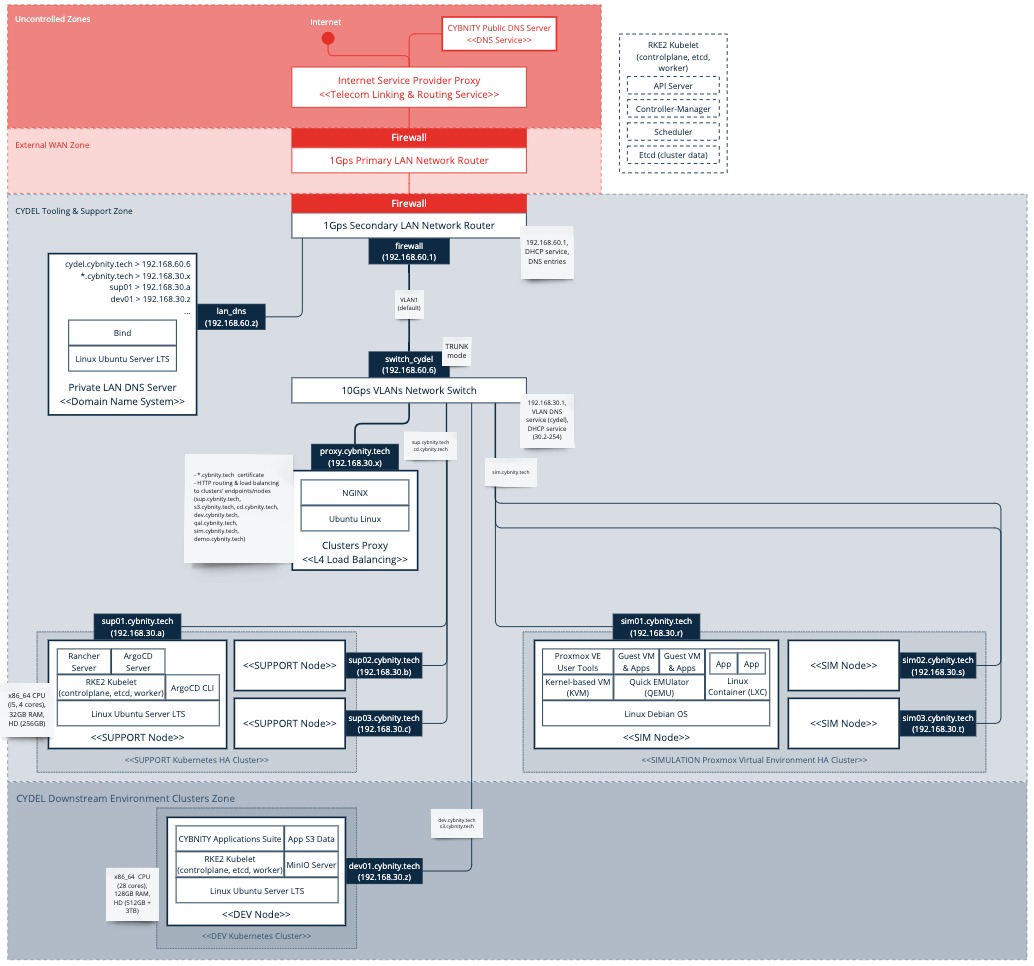 Uncontrolled Zones
Internet
CYBNITY Public DNS Server
<<DNS Service>>
Internet Service Provider Proxy
<<Telecom Linking & Routing Service>>
RKE2 Kubelet
(controlplane, etcd,
worker)
API Server
Controller-Manager
Scheduler
Etcd (cluster data)
External WAN Zone
Firewall
1Gps Primary LAN Network Router
CYDEL Tooling & Support Zone
Firewall
1Gps Secondary LAN Network Router
firewall
(192.168.60.1)
192.168.60.1,
DHCP service,
DNS entries
cydel.cybnity.tech > 192.168.60.6
*.cybnity.tech > 192.168.30.x
sup01 > 192.168.30.a
dev01 > 192.168.30.z
...
Bind
Linux Ubuntu Server LTS
Private LAN DNS Server
<<Domain Name System>>
lan_dns
(192.168.60.z)
VLAN1
(default)
TRUNK
mode
switch_cydel
(192.168.60.6)
10Gps VLANs Network Switch
192.168.30.1,
VLAN DNS
service (cydel),
DHCP service
(30.2-254)
sup.cybnity.tech
cd.cybnity.tech
sim.cybnity.tech
proxy.cybnity.tech
(192.168.30.x)
- *.cybnity.tech certificate
- HTTP routing & load balancing
to clusters' endpoints/nodes
(sup.cybnity.tech,
s3.cybnity.tech, cd.cybnity.tech,
dev.cybnity.tech,
qal.cybnity.tech,
sim.cybnity.tech,
demo.cybnity.tech)
NGINX
Ubuntu Linux
Clusters Proxy
<<L4 Load Balancing>>
sup01.cybnity.tech
(192.168.30.a)
Rancher
Server
ArgoCD
Server
RKE2 Kubelet
(controlplane, etcd, worker)
ArgoCD CLI
Linux Ubuntu Server LTS
<<SUPPORT Node>>
x86_64 CPU
(i5, 4 cores),
32GB RAM,
HD (256GB)
<<SUPPORT Node>>
sup02.cybnity.tech
(192.168.30.b)
<<SUPPORT Node>>
sup03.cybnity.tech
(192.168.30.c)
<<SUPPORT Kubernetes HA Cluster>>
sim01.cybnity.tech
(192.168.30.r)
Proxmox VE
User Tools
Guest VM
& Apps
Guest VM
& Apps
App
App
Linux
Container (LXC)
Kernel-based VM
(KVM)
Quick EMUlator
(QEMU)
Linux Debian OS
<<SIM Node>>
<<SIM Node>>
sim02.cybnity.tech
(192.168.30.s)
<<SIM Node>>
sim03.cybnity.tech
(192.168.30.t)
<<SIMULATION Proxmox Virtual Environment HA Cluster>>
CYDEL Downstream Environment Clusters Zone
dev.cybnity.tech
s3.cybnity.tech
CYBNITY Applications Suite
App S3 Data
RKE2 Kubelet
(controlplane, etcd, worker)
MinIO Server
Linux Ubuntu Server LTS
<<DEV Node>>
dev01.cybnity.tech
(192.168.30.z)
x86_64 CPU
(28 cores),
128GB RAM,
HD (512GB +
3TB)
<<DEV Kubernetes Cluster>>